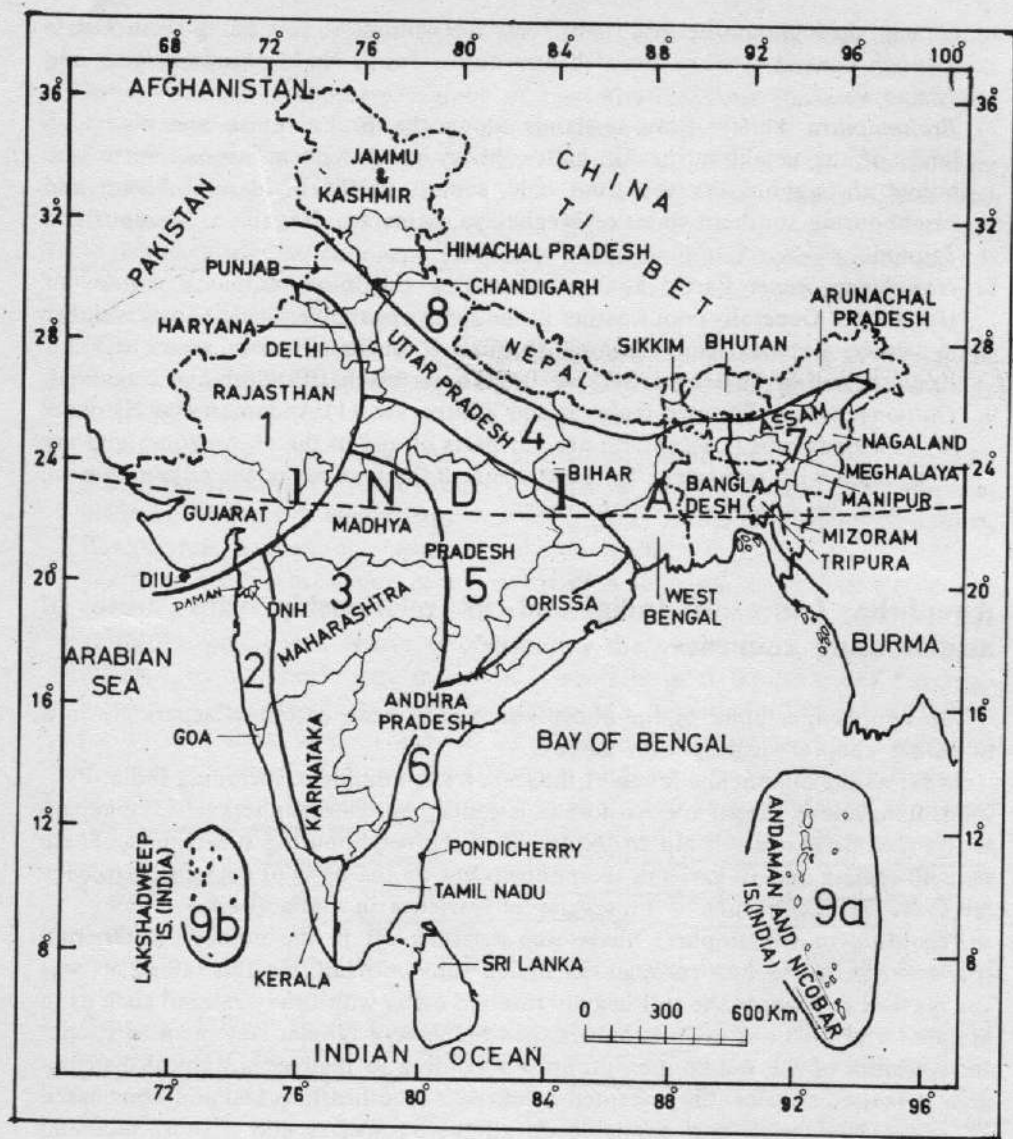 68° 72° 76° 80° 84° 88° 92° 96°
36° 36°
AFGHANISTAN
JAMMU
&
KASHMIR
CHINA
32° 32°
PAKISTAN
TIBET
HIMACHAL PRADESH
PUNJAB
CHANDIGARH
ARUNACHAL
PRADESH
8
28° 28°
HARYANA
NEPAL
SIKKIM BHUTAN
DELHI
UTTAR PRADESH
RAJASTHAN
ASSAM
4
7
NAGALAND
24° 24°
1
BIHAR
MEGHALAYA
INDIA
BANGLA
DESH
MANIPUR
GUJARAT
MADHYA
MIZORAM
PRADESH
TRIPURA
20° 20°
DIU
3
5
DAMAN
DNH
ORISSA
WEST
BENGAL
MAHARASHTRA
BURMA
ARABIAN
SEA
2
16° 16°
ANDHRA
PRADESH
GOA
BAY OF BENGAL
6
KARNATAKA
12° 12°
LAKSHADWEEP
IS.(INDIA)
9b
PONDICHERRY
TAMIL NADU
ANDAMAN AND NICOBAR
IS.(INDIA)
9a
8° 8°
KERALA
SRI LANKA
0 300 600 Km
INDIAN OCEAN
72° 76° 80° 84° 88° 92° 96°